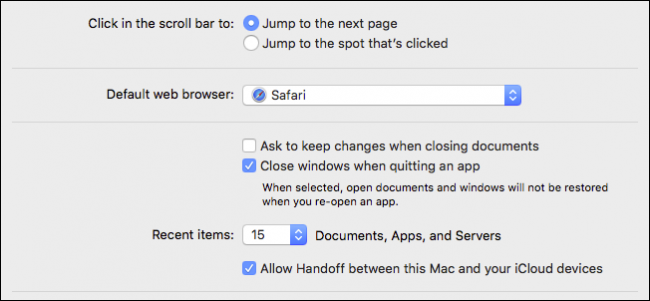 Click in the scroll bar to: Jump to the next page
Jump to the spot that's clicked
Default web browser: Safari
Ask to keep changes when closing documents
Close windows when quitting an app
When selected, open documents and windows will not be restored
when you re-open an app.
Recent items: 15 Documents, Apps, and Servers
Allow Handoff between this Mac and your iCloud devices